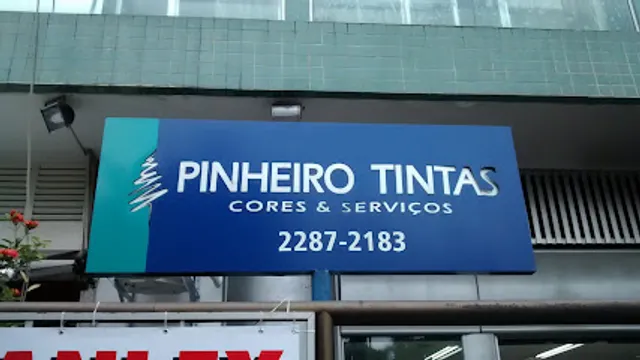 PINHEIRO TINTAS
CORES & SERVIÇOS
2287-2183